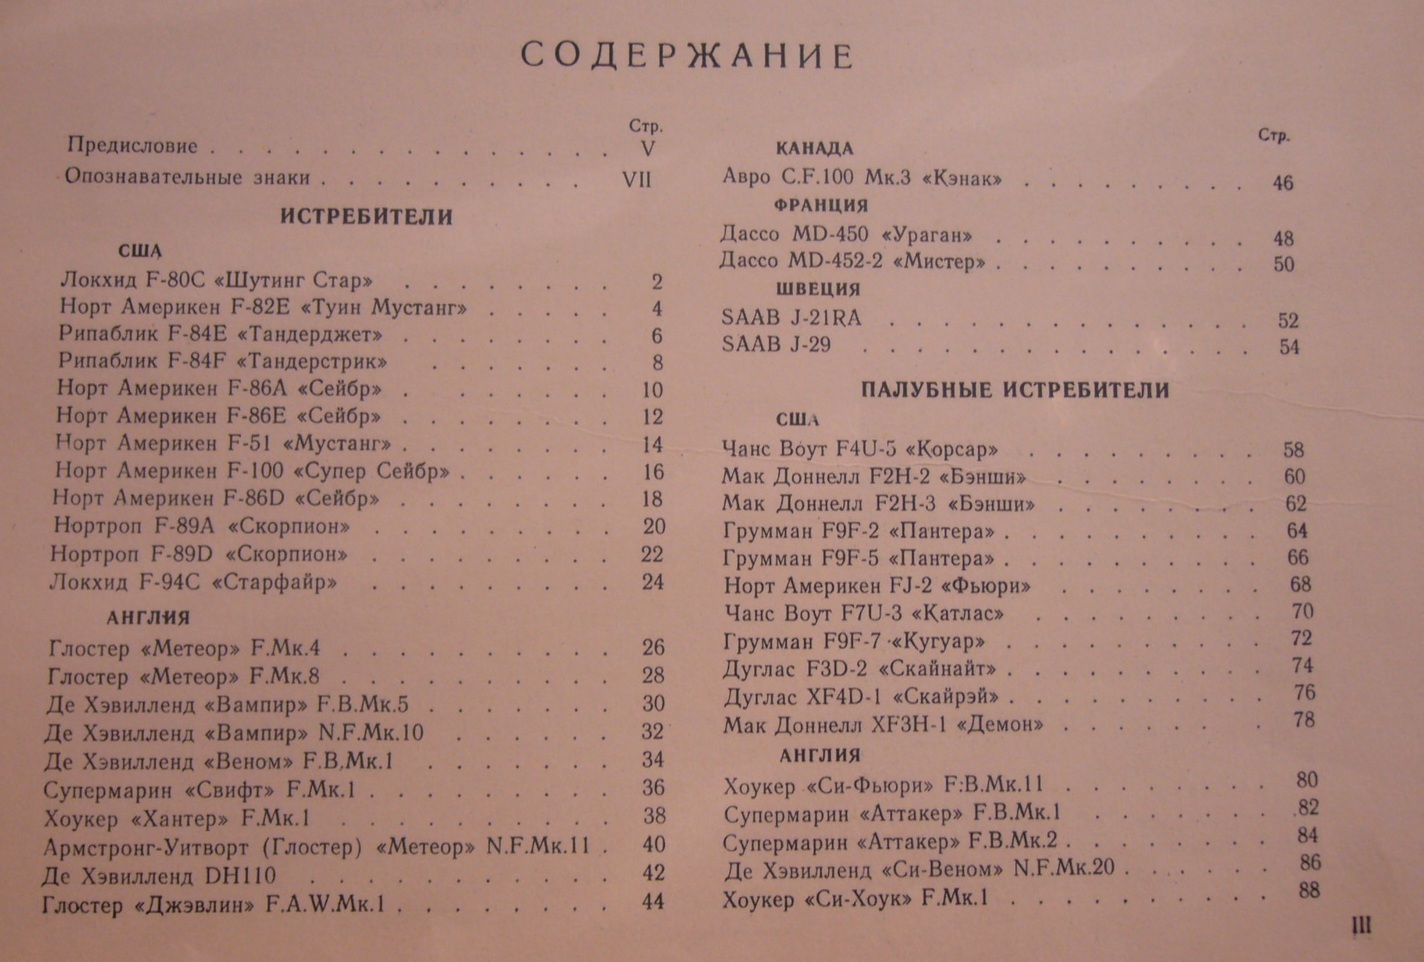 СОДЕРЖАНИЕ
Стр.
Предисловие . . . . . . . . . . . . . . . V
Опознавательные знаки . . . . . . . . . . VII
ИСТРЕБИТЕЛИ
США
Локхид F-80C «Шутинг Стар» . . . . . . . . 2
Норт Америкен F-82E «Туин Мустанг» . . . . . 4
Рипаблик F-84E «Тандерджет» . . . . . . . . 6
Рипаблик F-84F «Тандерстрик» . . . . . . . 8
Норт Америкен F-86A «Сейбр» . . . . . . . 10
Норт Америкен F-86E «Сейбр» . . . . . . . . 12
Норт Америкен F-51 «Мустанг» . . . . . . . . 14
Норт Америкен F-100 «Супер Сейбр» . . . . . . 16
Норт Америкен F-86D «Сейбр» . . . . . . . . 18
Нортроп F-89A «Скорпион» . . . . . . . . . 20
Нортроп F-89D «Скорпион» . . . . . . . . . 22
Локхид F-94C «Старфайр» . . . . . . . . . 24
АНГЛИЯ
Глостер «Метеор» F.Мк.4 . . . . . . . . . . 26
Глостер «Метеор» F.Мк.8 . . . . . . . . . . 28
Де Хэвилленд «Вампир» F.B.Мк.5 . . . . . . . 30
Де Хэвилленд «Вампир» N.F.Мк.10 . . . . . . 32
Де Хэвилленд «Веном» F.B.Мк.1 . . . . . . . 34
Супермарин «Свифт» F.Мк.1 . . . . . . . . . 36
Хоукер «Хантер» F.Мк.1 . . . . . . . . . . 38
Армстронг-Уитворт (Глостер) «Метеор» N.F.Мк.11 . 40
Де Хэвилленд DH110 . . . . . . . . . . . 42
Глостер «Джэвлин» F.A.W.Мк.1 . . . . . . . . 44
Стр.
КАНАДА
Авро C.F.100 Мк.3 «Кэнак» . . . . . . . . . 46
ФРАНЦИЯ
Дассо MD-450 «Ураган» . . . . . . . . . . 48
Дассо MD-452-2 «Мистер» . . . . . . . . . . 50
ШВЕЦИЯ
SAAB J-21RA . . . . . . . . . . . . . . 52
SAAB J-29 . . . . . . . . . . . . . . . 54
ПАЛУБНЫЕ ИСТРЕБИТЕЛИ
США
Чанс Воут F4U-5 «Корсар» . . . . . . . . . 58
Мак Доннелл F2H-2 «Бэнши» . . . . . . . . 60
Мак Доннелл F2H-3 «Бэнши» . . . . . . . . 62
Грумман F9F-2 «Пантера» . . . . . . . . . . 64
Грумман F9F-5 «Пантера» . . . . . . . . . . 66
Норт Америкен FJ-2 «Фьюри» . . . . . . . . 68
Чанс Воут F7U-3 «Катлас» . . . . . . . . . 70
Грумман F9F-7 «Кугуар» . . . . . . . . . . 72
Дуглас F3D-2 «Скайнайт» . . . . . . . . . . 74
Дуглас XF4D-1 «Скайрэй» . . . . . . . . . . 76
Мак Доннелл XF3H-1 «Демон» . . . . . . . 78
АНГЛИЯ
Хоукер «Си-Фьюри» F.B.Мк.11 . . . . . . . . 80
Супермарин «Аттакер» F.B.Мк.1 . . . . . . . 82
Супермарин «Аттакер» F.B.Мк.2 . . . . . . . . 84
Де Хэвилленд «Си-Веном» N.F.Мк.20 . . . . . . 86
Хоукер «Си-Хоук» F.Мк.1 . . . . . . . . . . 88
III